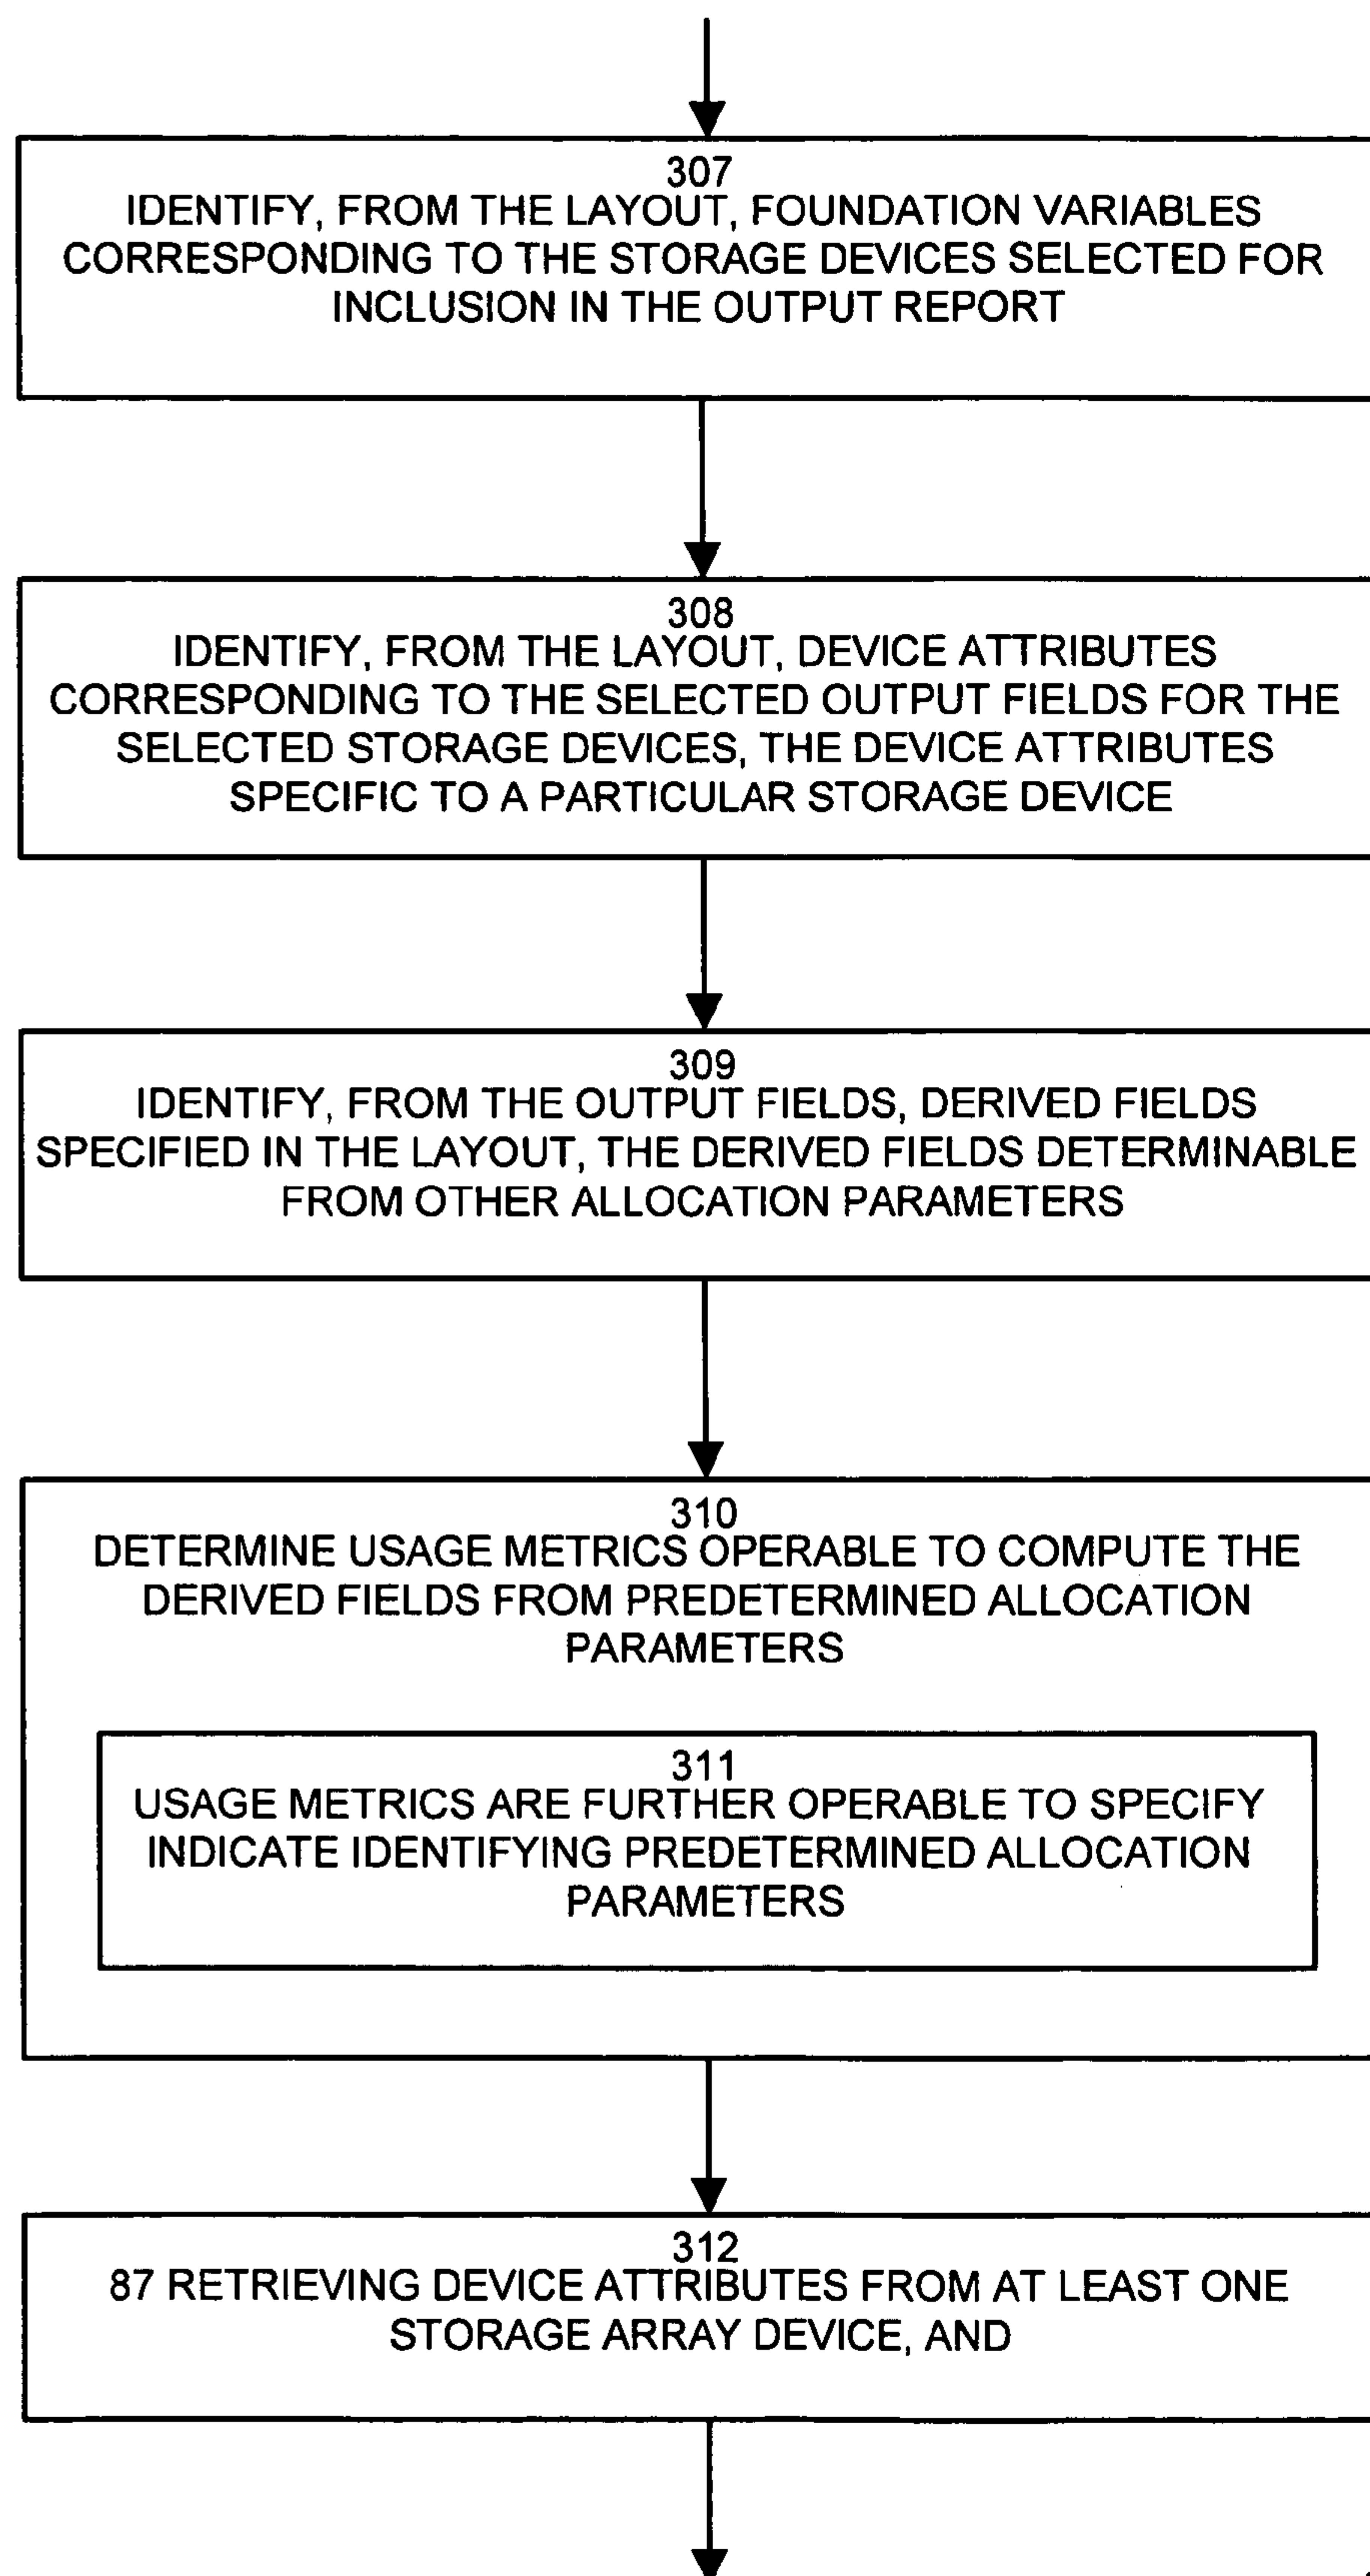 307
IDENTIFY, FROM THE LAYOUT, FOUNDATION VARIABLES
CORRESPONDING TO THE STORAGE DEVICES SELECTED FOR
INCLUSION IN THE OUTPUT REPORT
308
IDENTIFY, FROM THE LAYOUT, DEVICE ATTRIBUTES
CORRESPONDING TO THE SELECTED OUTPUT FIELDS FOR THE
SELECTED STORAGE DEVICES, THE DEVICE ATTRIBUTES
SPECIFIC TO A PARTICULAR STORAGE DEVICE
309
IDENTIFY, FROM THE OUTPUT FIELDS, DERIVED FIELDS
SPECIFIED IN THE LAYOUT, THE DERIVED FIELDS DETERMINABLE
FROM OTHER ALLOCATION PARAMETERS
310
DETERMINE USAGE METRICS OPERABLE TO COMPUTE THE
DERIVED FIELDS FROM PREDETERMINED ALLOCATION
PARAMETERS
311
USAGE METRICS ARE FURTHER OPERABLE TO SPECIFY
INDICATE IDENTIFYING PREDETERMINED ALLOCATION
PARAMETERS
312
87 RETRIEVING DEVICE ATTRIBUTES FROM AT LEAST ONE
STORAGE ARRAY DEVICE, AND